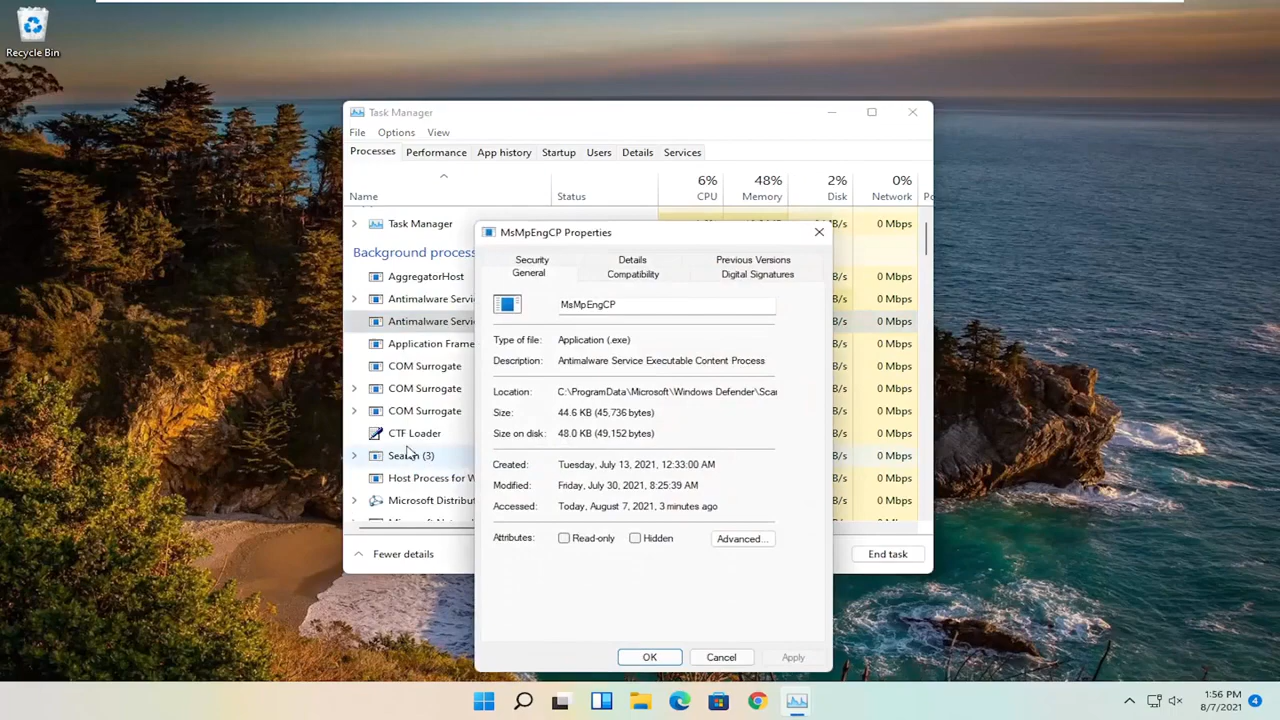 Recycle Bin
Task Manager
File Options View
Processes Performance App history Startup Users Details Services
6% 48% 2% 0%
Name Status CPU Memory Disk Network
Task Manager 0 Mbps
Background proces
AggregatorHost B/s 0 Mbps
Antimalware Servi B/s 0 Mbps
Antimalware Servi B/s 0 Mbps
Application Frame B/s 0 Mbps
COM Surrogate B/s 0 Mbps
COM Surrogate B/s 0 Mbps
COM Surrogate B/s 0 Mbps
CTF Loader B/s 0 Mbps
Search (3) B/s 0 Mbps
Host Process for W B/s 0 Mbps
Microsoft Distribut B/s 0 Mbps
Fewer details
End task
MsMpEngCP Properties
Security Details Previous Versions
General Compatibility Digital Signatures
MsMpEngCP
Type of file: Application (.exe)
Description: Antimalware Service Executable Content Process
Location: C:\ProgramData\Microsoft\Windows Defender\Scar
Size: 44.6 KB (45,736 bytes)
Size on disk: 48.0 KB (49,152 bytes)
Created: Tuesday, July 13, 2021, 12:33:00 AM
Modified: Friday, July 30, 2021, 8:25:39 AM
Accessed: Today, August 7, 2021, 3 minutes ago
Attributes: Read-only Hidden Advanced...
OK Cancel Apply
1:56 PM
8/7/2021
4